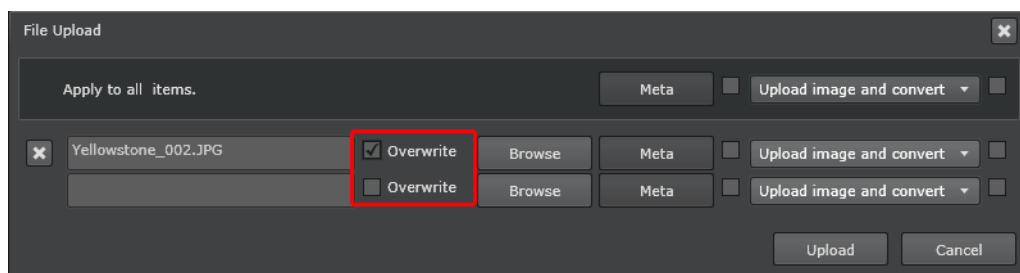 File Upload
Apply to all items. Meta Upload image and convert
Yellowstone_002.JPG Overwrite Browse Meta Upload image and convert
Overwrite Browse Meta Upload image and convert
Upload Cancel